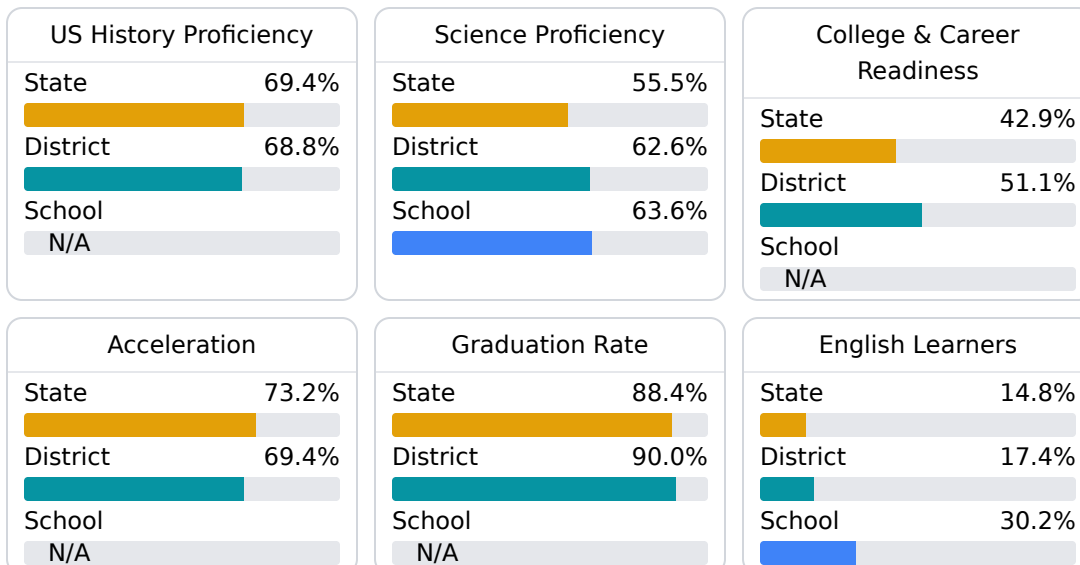 US History Proficiency
State 69.4%
District 68.8%
School
N/A
Science Proficiency
State 55.5%
District 62.6%
School 63.6%
College & Career
Readiness
State 42.9%
District 51.1%
School
N/A
Acceleration
State 73.2%
District 69.4%
School
N/A
Graduation Rate
State 88.4%
District 90.0%
School
N/A
English Learners
State 14.8%
District 17.4%
School 30.2%